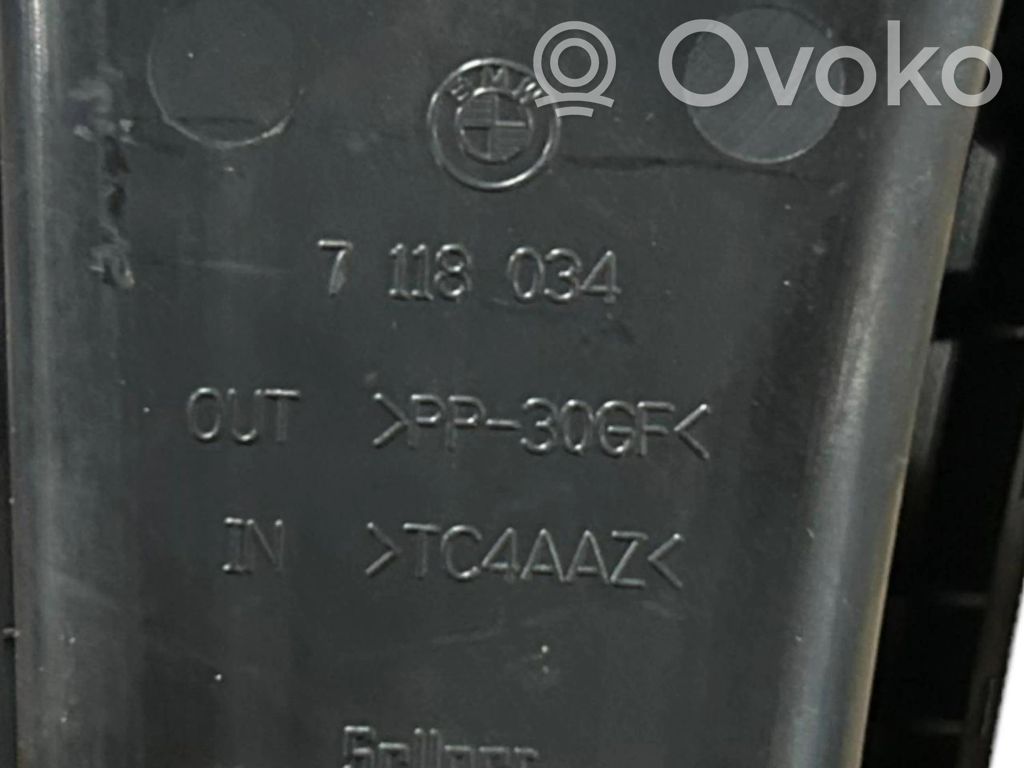 Ovoko
BMW
7 118 034
OUT >PP-30GF<
IN >TC4AAZ<